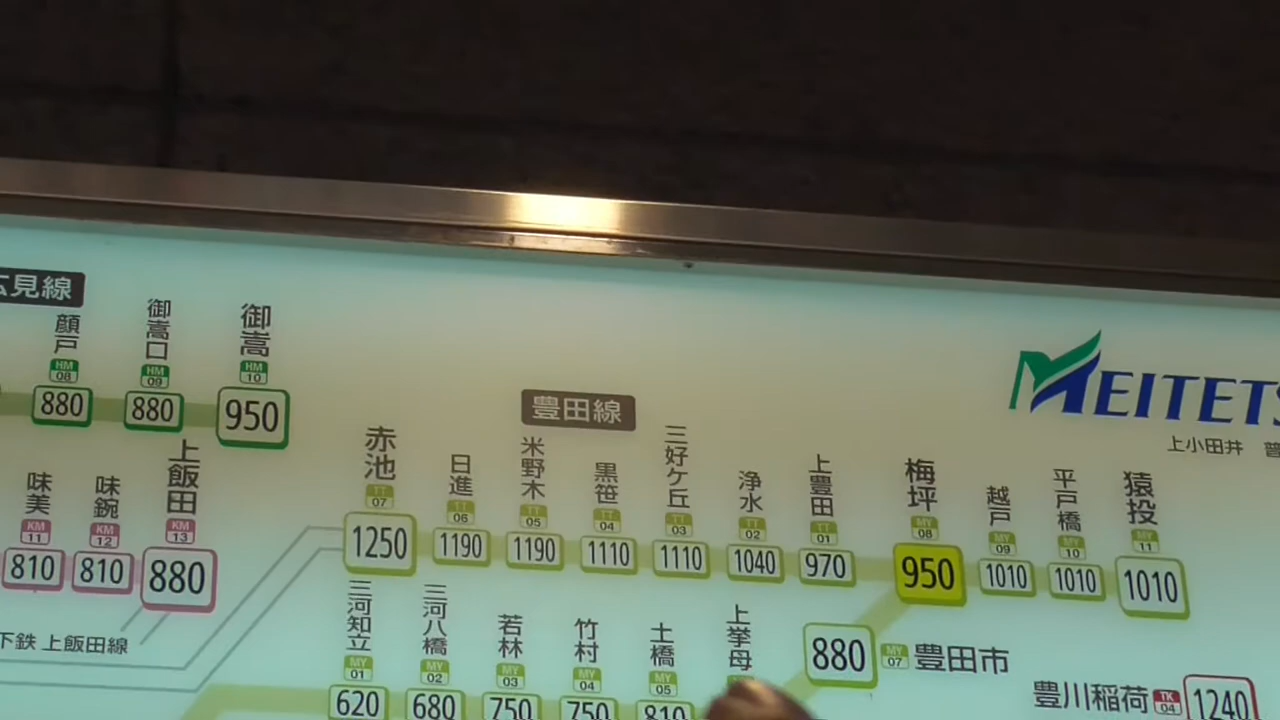 広見線
顔戸 HM 08 880
御嵩口 HM 09 880
御嵩 HM 10 950
MEITETS
上小田井 普
豊田線
赤池 TT 07 1250
日進 TT 06 1190
米野木 TT 05 1190
黒笹 TT 04 1110
三好ケ丘 TT 03 1110
浄水 TT 02 1040
上豊田 TT 01 970
梅坪 MY 08 950
越戸 MY 09 1010
平戸橋 MY 10 1010
猿投 MY 11 1010
味美 KM 11 810
味鋺 KM 12 810
上飯田 KM 13 880
下鉄 上飯田線
三河知立 MY 01 620
三河八橋 MY 02 680
若林 MY 03 750
竹村 MY 04 750
土橋 MY 05 810
上挙母
880 MY 07 豊田市
豊川稲荷 TK 04 1240